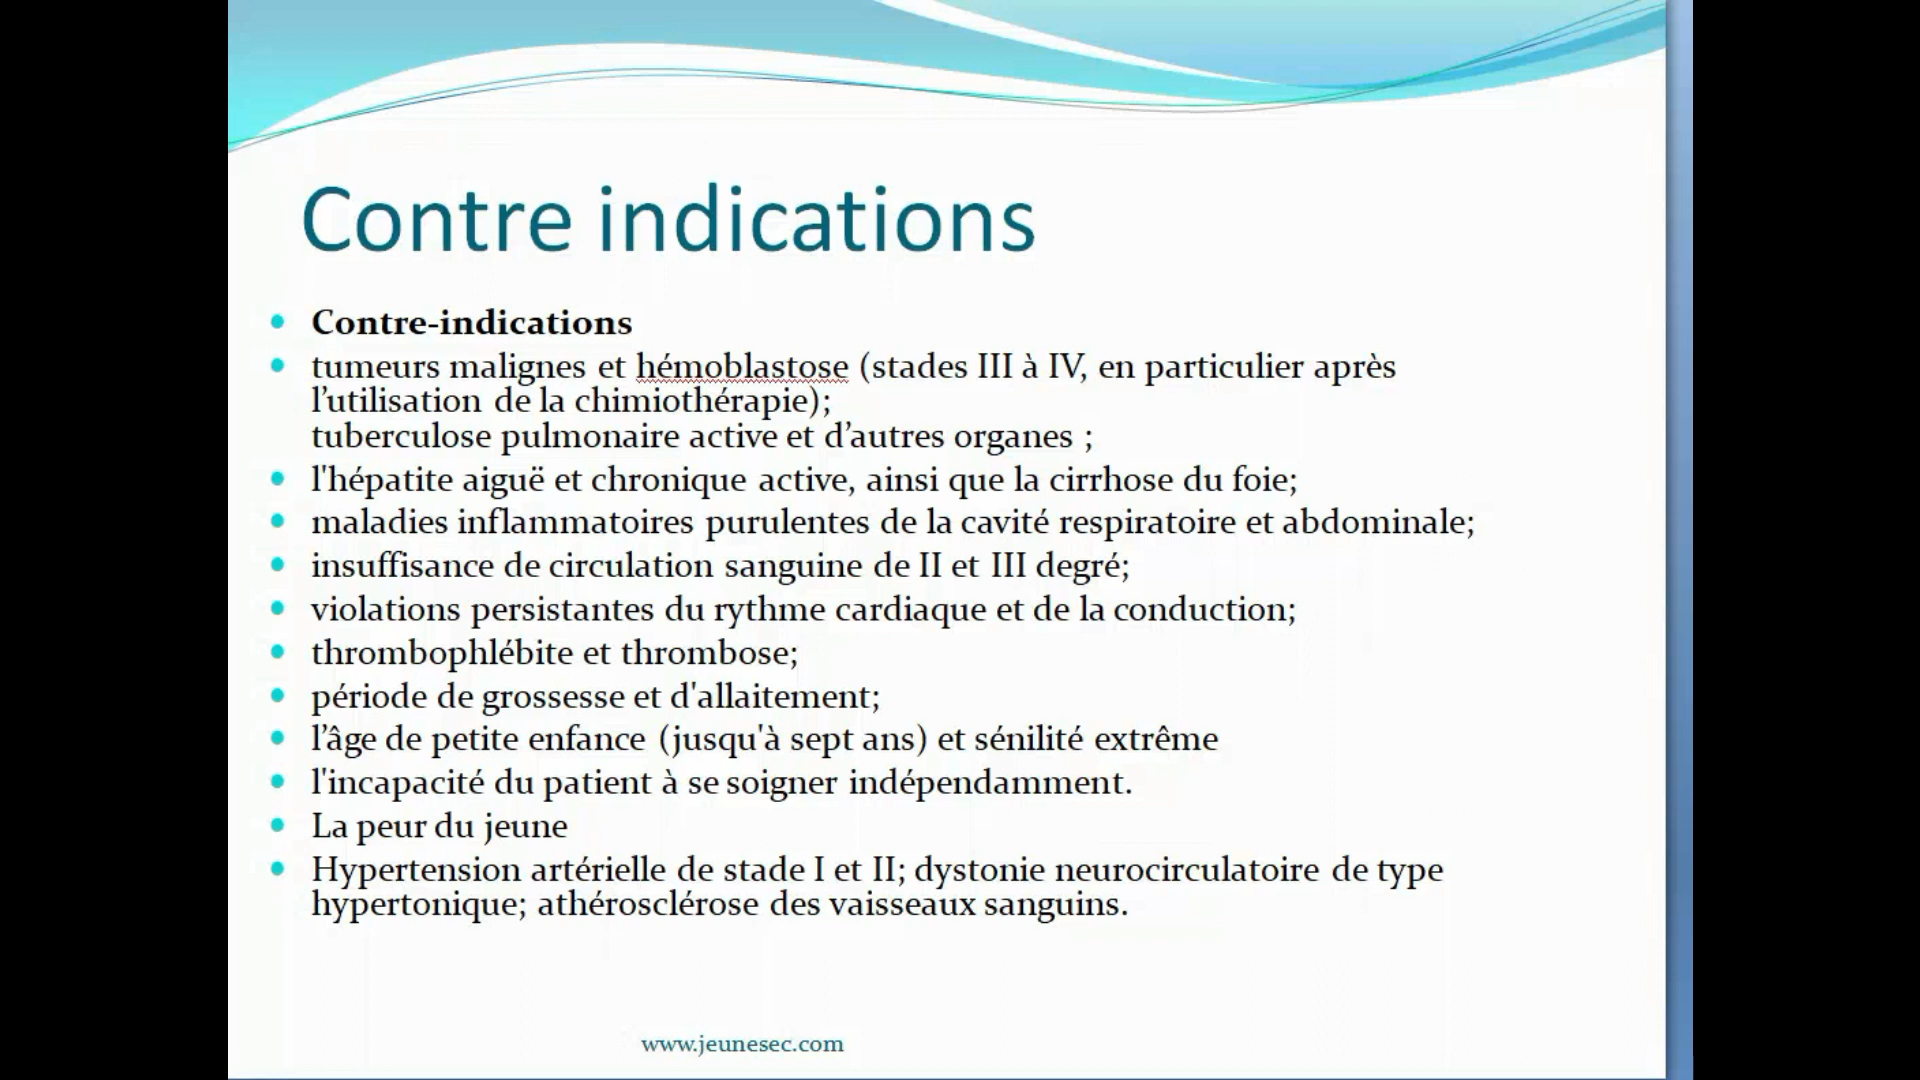 Contre indications
Contre-indications
tumeurs malignes et hémoblastose (stades III à IV, en particulier après
l’utilisation de la chimiothérapie);
tuberculose pulmonaire active et d’autres organes ;
l'hépatite aiguë et chronique active, ainsi que la cirrhose du foie;
maladies inflammatoires purulentes de la cavité respiratoire et abdominale;
insuffisance de circulation sanguine de II et III degré;
violations persistantes du rythme cardiaque et de la conduction;
thrombophlébite et thrombose;
période de grossesse et d'allaitement;
l’âge de petite enfance (jusqu'à sept ans) et sénilité extrême
l'incapacité du patient à se soigner indépendamment.
La peur du jeune
Hypertension artérielle de stade I et II; dystonie neurocirculatoire de type
hypertonique; athérosclérose des vaisseaux sanguins.
www.jeunesec.com